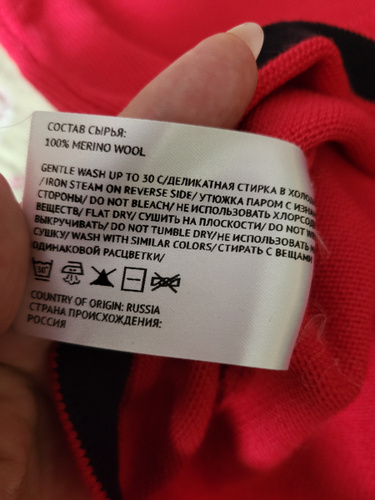 СОСТАВ СЫРЬЯ:
100% MERINO WOOL
GENTLE WASH UP TO 30 C/ДЕЛИКАТНАЯ СТИРКА В
/ IRON STEAM ON REVERSE SIDE/ УТЮЖКА ПАРОМ С
СТОРОНЫ/ DO NOT BLEACH/ НЕ ИСПОЛЬЗОВАТЬ
ВЕЩЕСТВ/ FLAT DRY/ СУШИТЬ НА ПЛОСКОСТИ/ DO NOT
ВЫКРУЧИВАТЬ/ DO NOT TUMBLE DRY/НЕ ИСПОЛЬЗОВАТЬ
СУШКУ/ WASH WITH SIMILAR COLORS/ СТИРАТЬ С ВЕЩАМИ
ОДИНАКОВОЙ РАСЦВЕТКИ/
30°
COUNTRY OF ORIGIN: RUSSIA
СТРАНА ПРОИСХОЖДЕНИЯ:
РОССИЯ